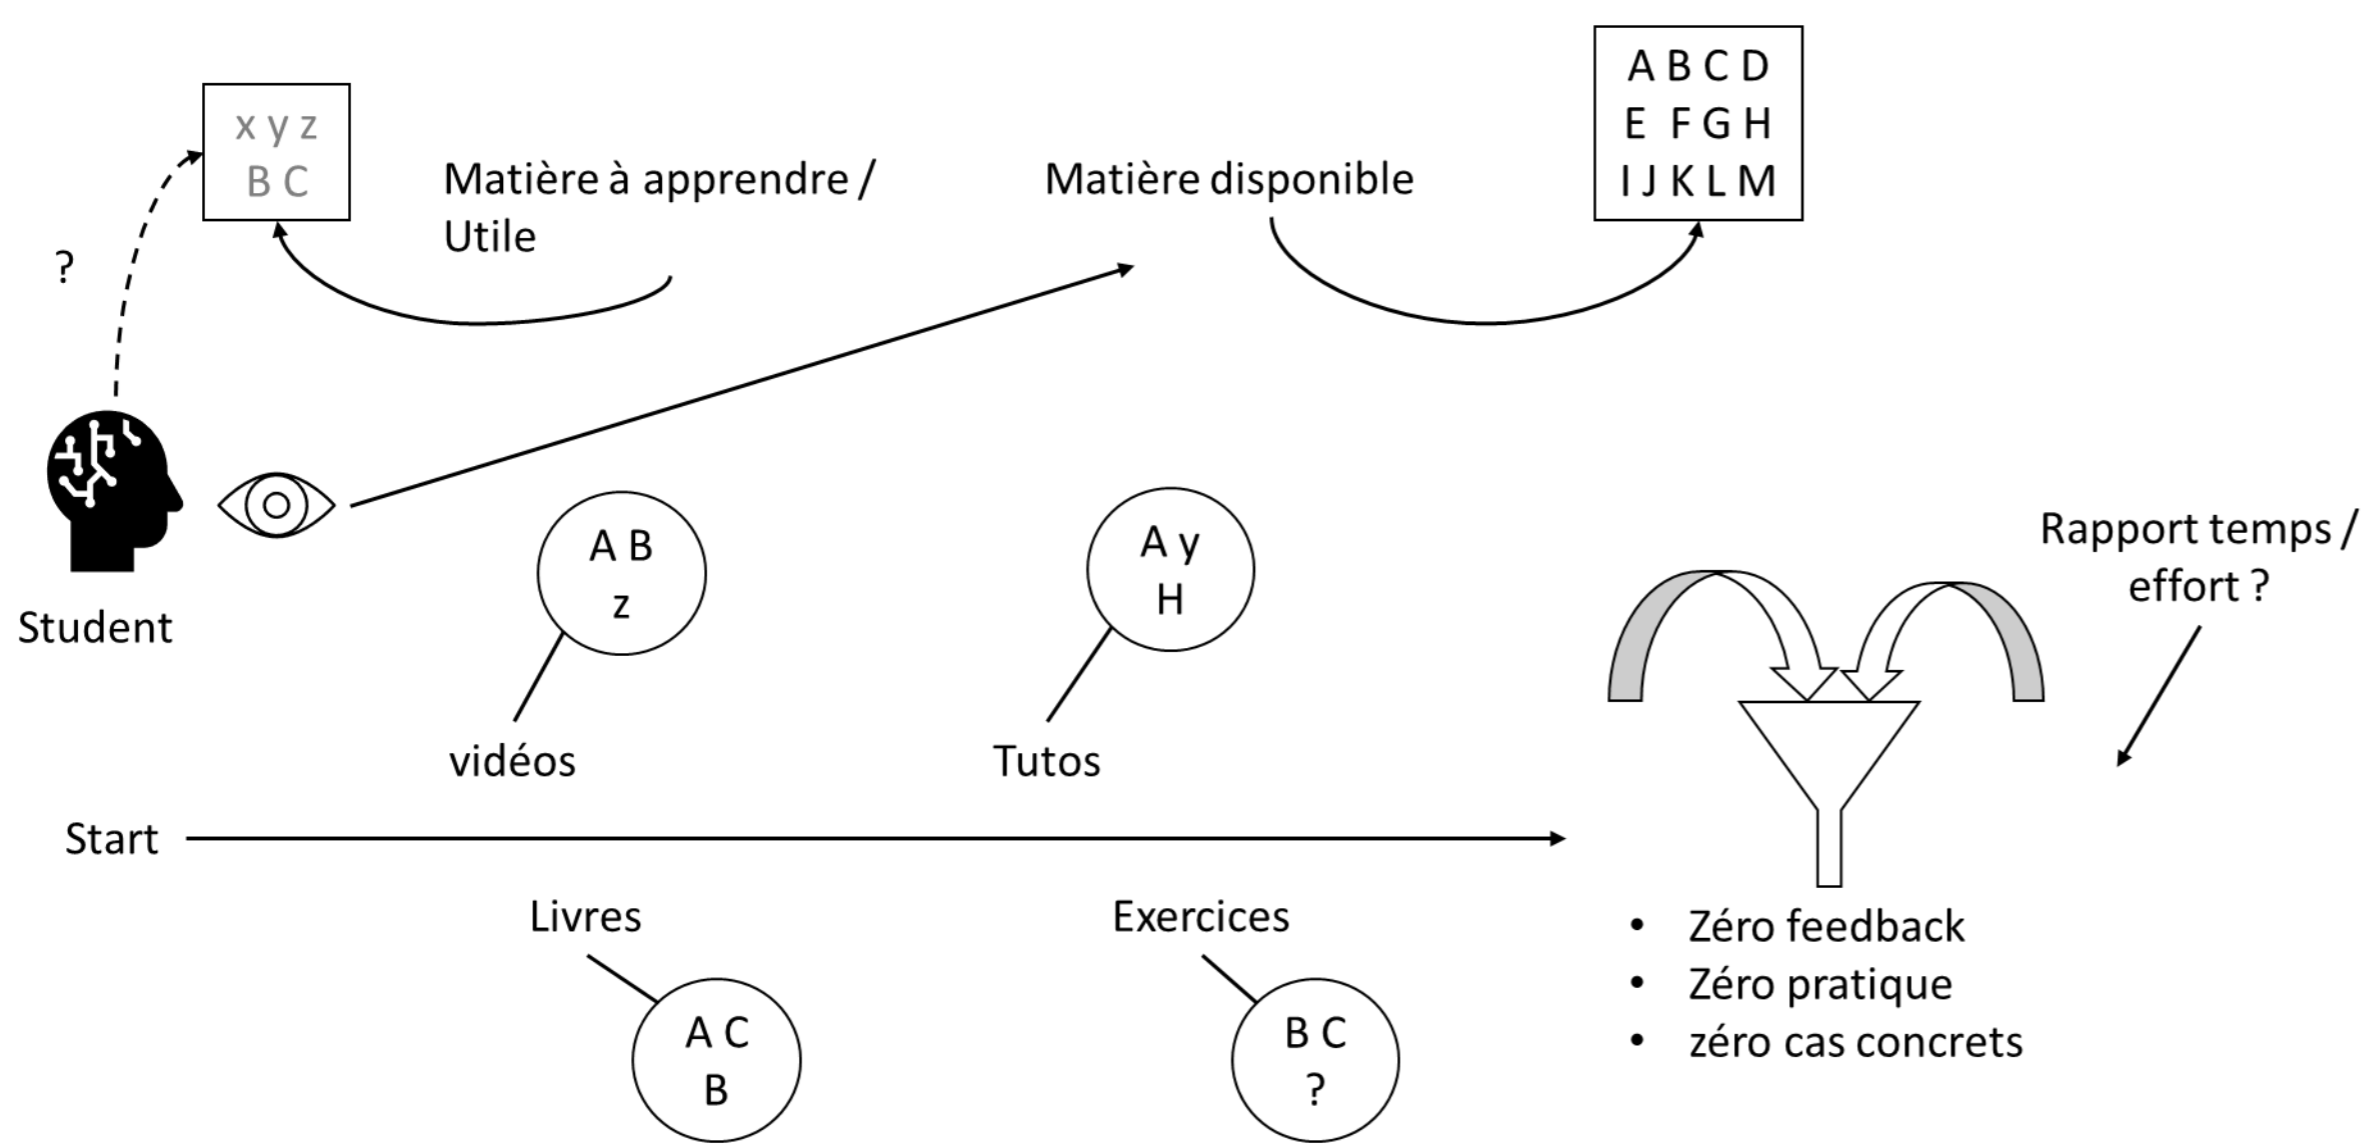 A B C D
E F G H
I J K L M
x y z
B C
Matière à apprendre /
Utile
Matière disponible
?
Student
A B
z
A y
H
Rapport temps /
effort ?
vidéos
Tutos
Start
Livres
Exercices
A C
B
B C
?
• Zéro feedback
• Zéro pratique
• zéro cas concrets